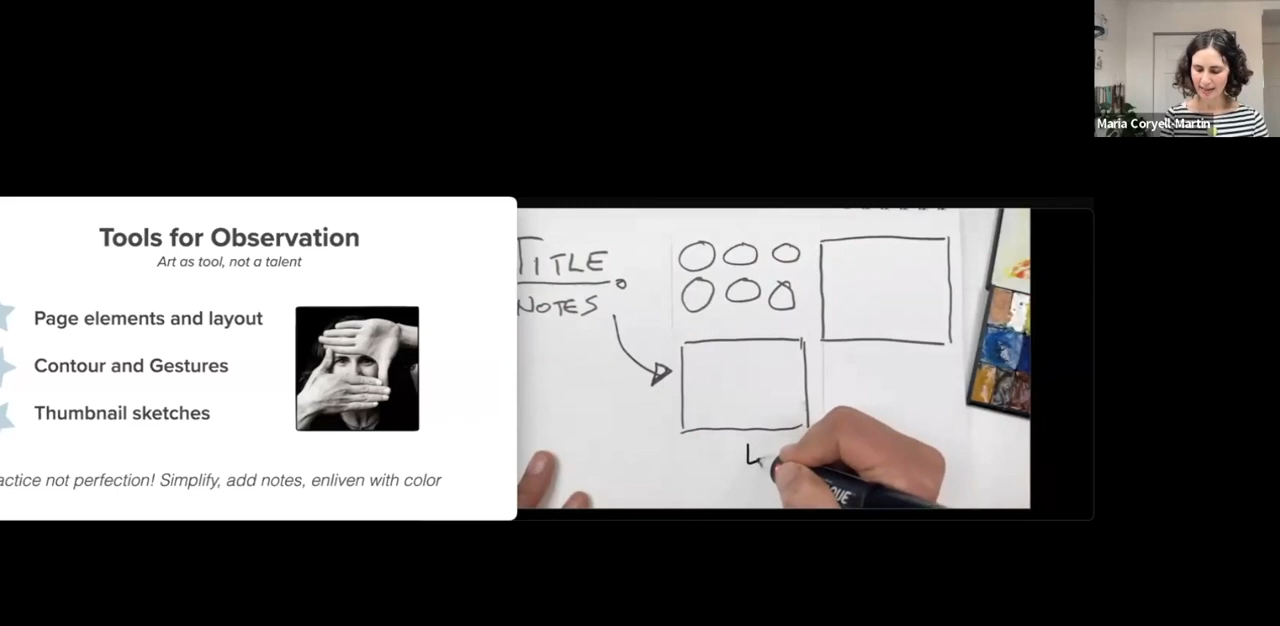 Tools for Observation
Art as tool, not a talent
Page elements and layout
Contour and Gestures
Thumbnail sketches
practice not perfection! Simplify, add notes, enliven with color
TITLE
NOTES
Maria Coryell-Martin